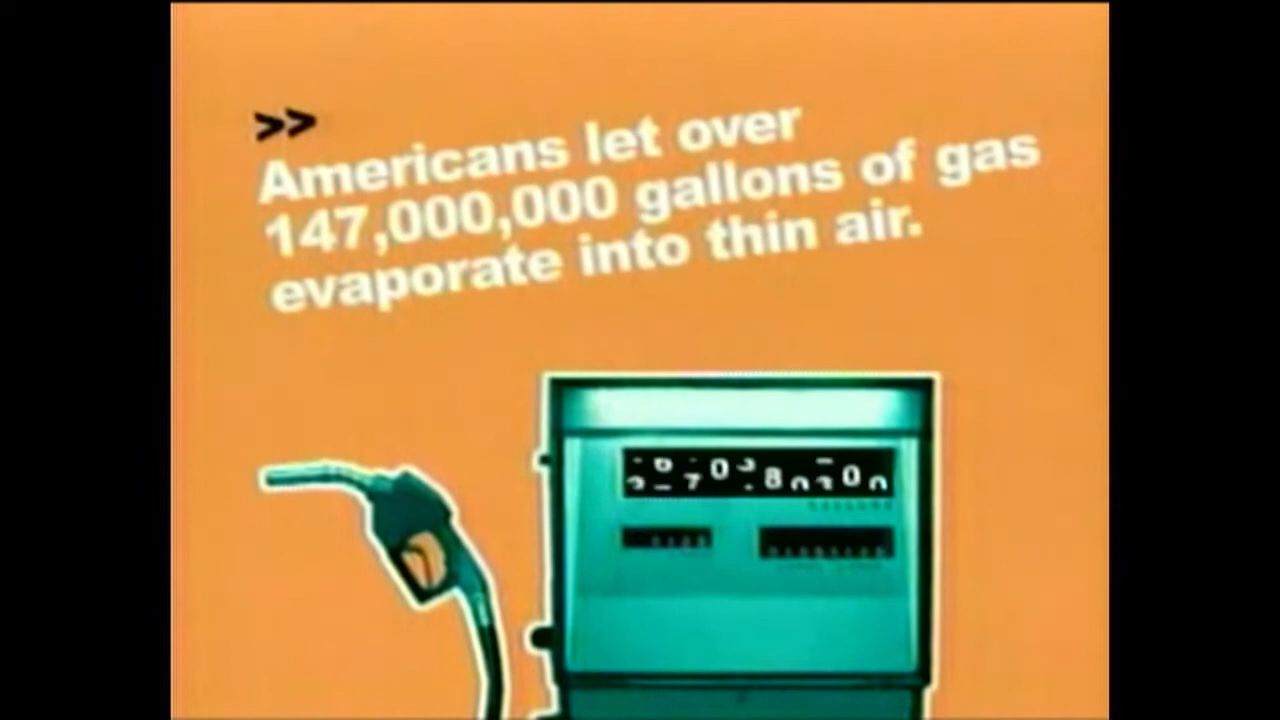 >>
Americans let over
147,000,000 gallons of gas
evaporate into thin air.